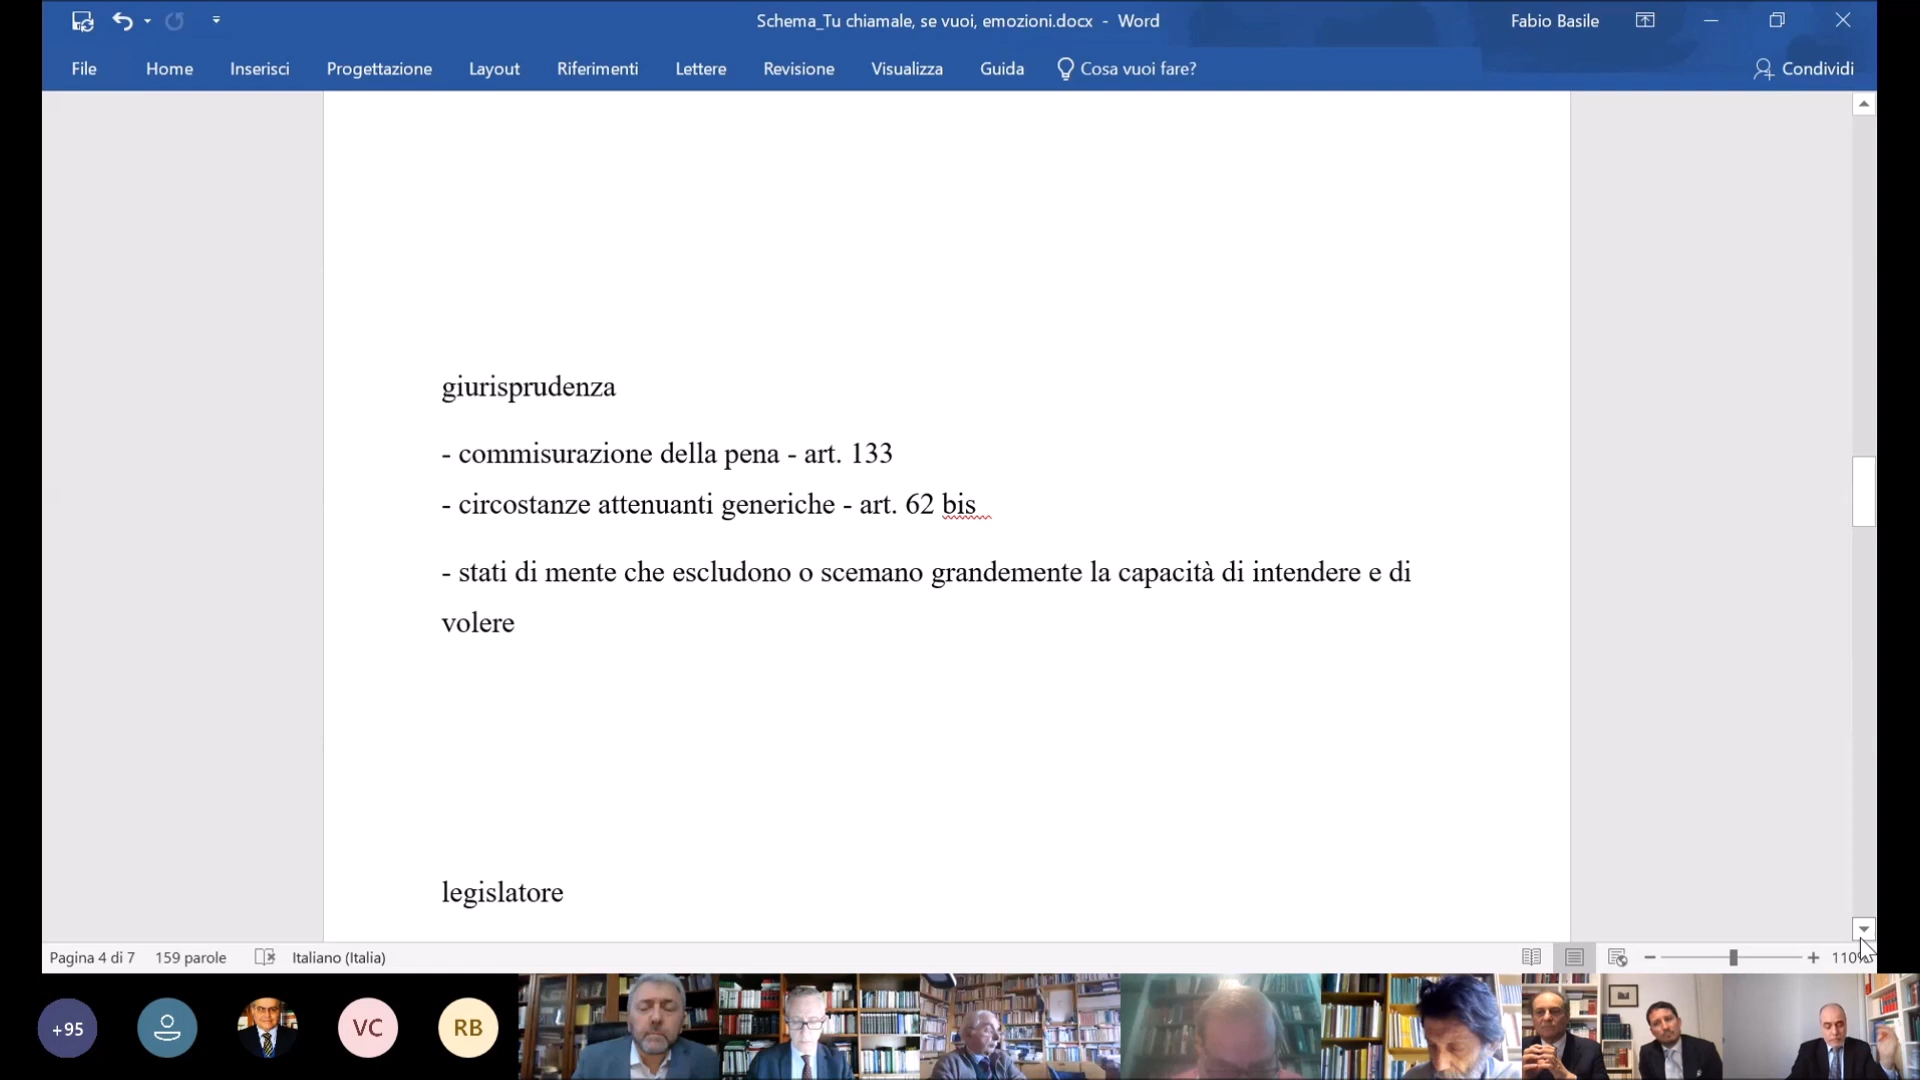 Schema_Tu chiamale, se vuoi, emozioni.docx - Word
Fabio Basile
File Home Inserisci Progettazione Layout Riferimenti Lettere Revisione Visualizza Guida Cosa vuoi fare? Condividi
giurisprudenza
- commisurazione della pena - art. 133
- circostanze attenuanti generiche - art. 62 bis
- stati di mente che escludono o scemano grandemente la capacità di intendere e di
volere
legislatore
Pagina 4 di 7 159 parole Italiano (Italia) 110%
+95 VC RB